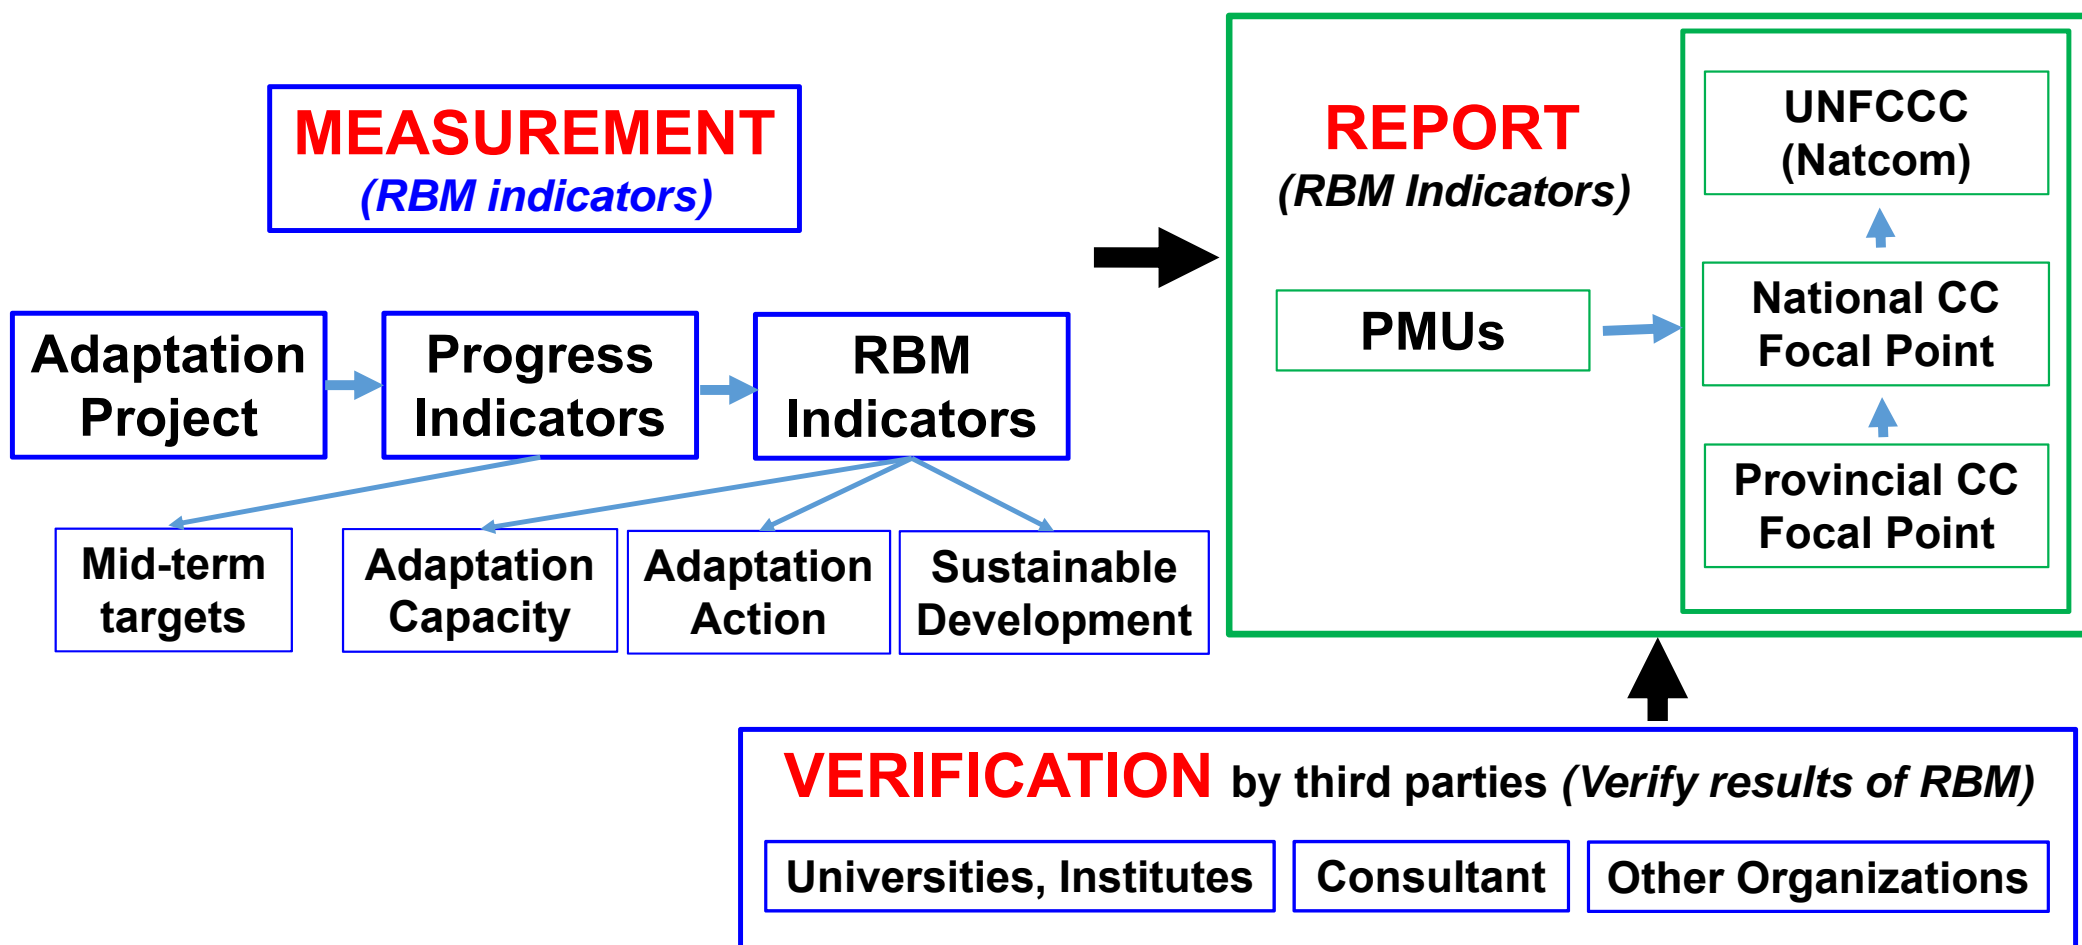 MEASUREMENT
(RBM indicators)
Adaptation
Project
Progress
Indicators
RBM
Indicators
Mid-term
targets
Adaptation
Capacity
Adaptation
Action
Sustainable
Development
REPORT
(RBM Indicators)
PMUs
UNFCCC
(Natcom)
National CC
Focal Point
Provincial CC
Focal Point
VERIFICATION by third parties (Verify results of RBM)
Universities, Institutes
Consultant
Other Organizations